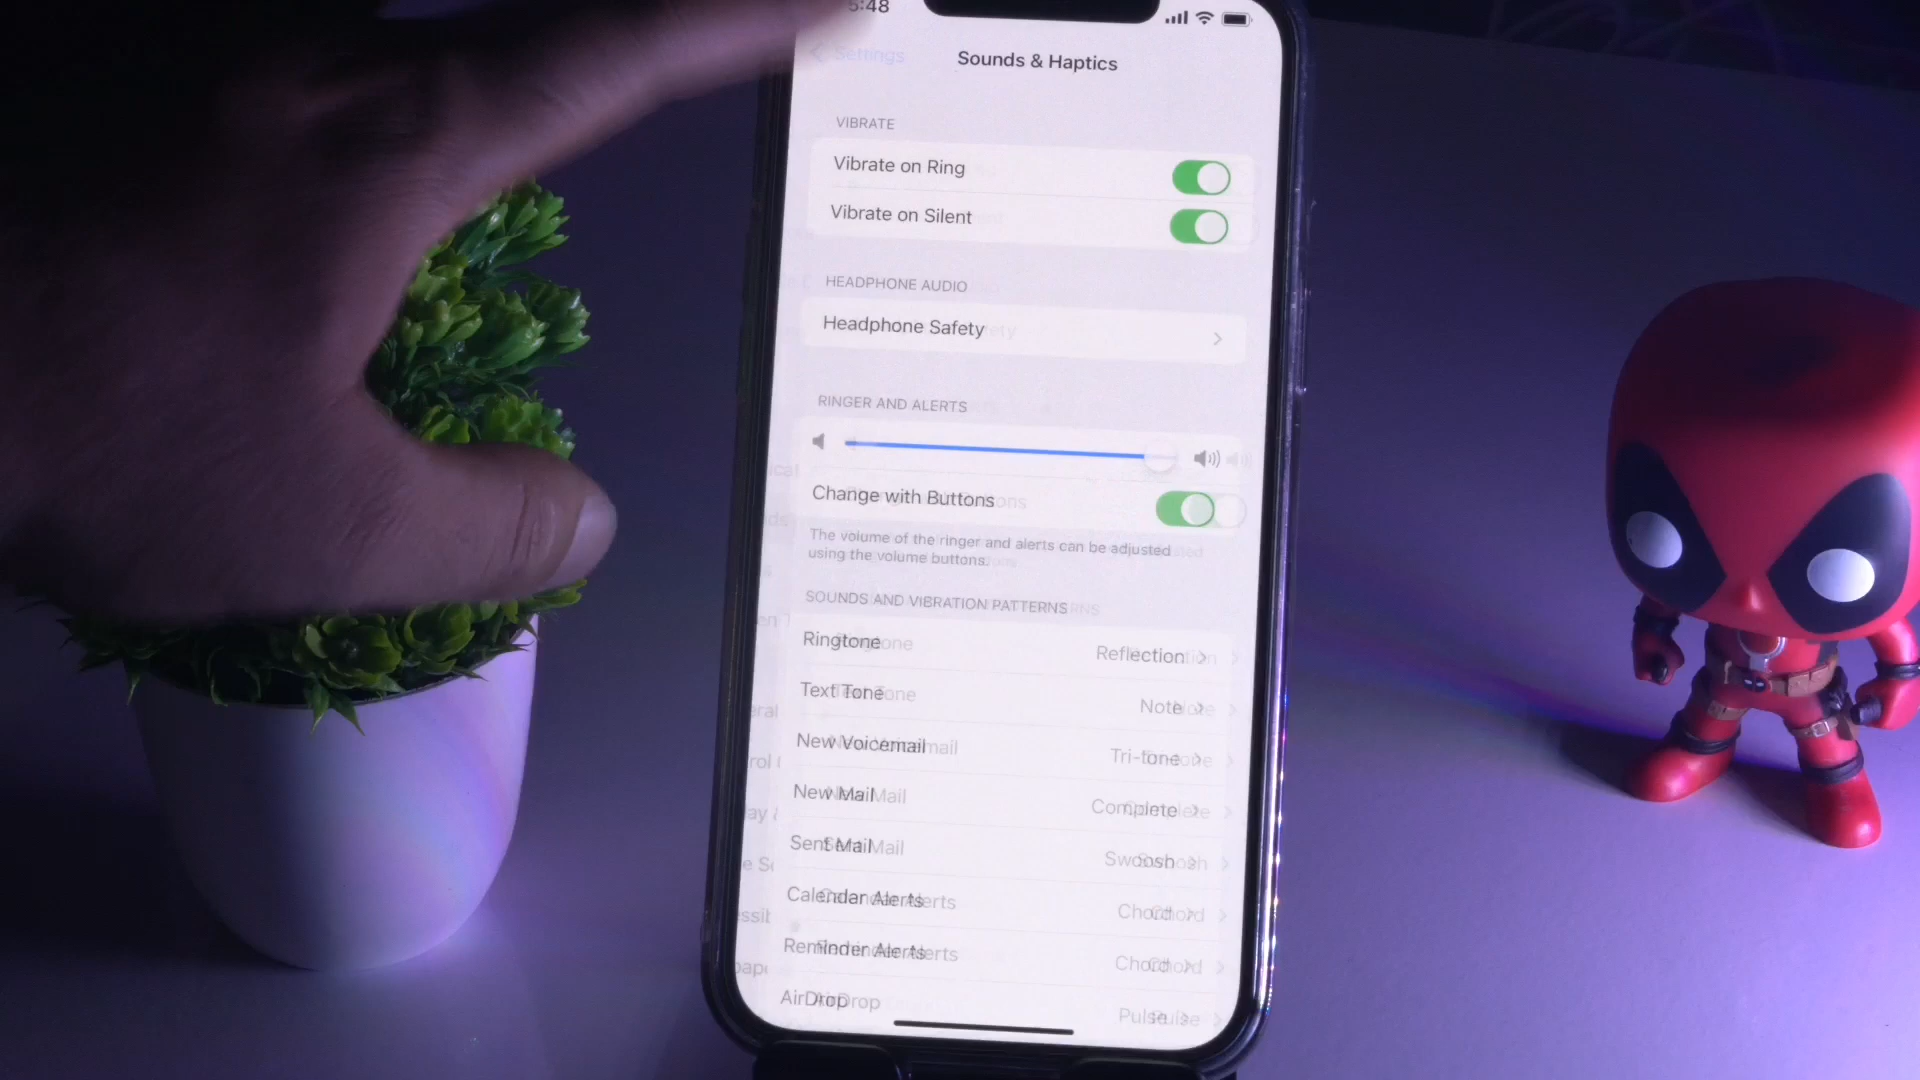 5:48
Settings
Sounds & Haptics
VIBRATE
Vibrate on Ring
Vibrate on Silent
HEADPHONE AUDIO
Headphone Safety
RINGER AND ALERTS
Change with Buttons
The volume of the ringer and alerts can be adjusted
using the volume buttons.
SOUNDS AND VIBRATION PATTERNS
Ringtone Reflection
Text Tone Note
New Voicemail Tri-tone
New Mail Complete
Sent Mail Swoosh
Calendar Alerts Chord
Reminder Alerts Chord
AirDrop Pulse